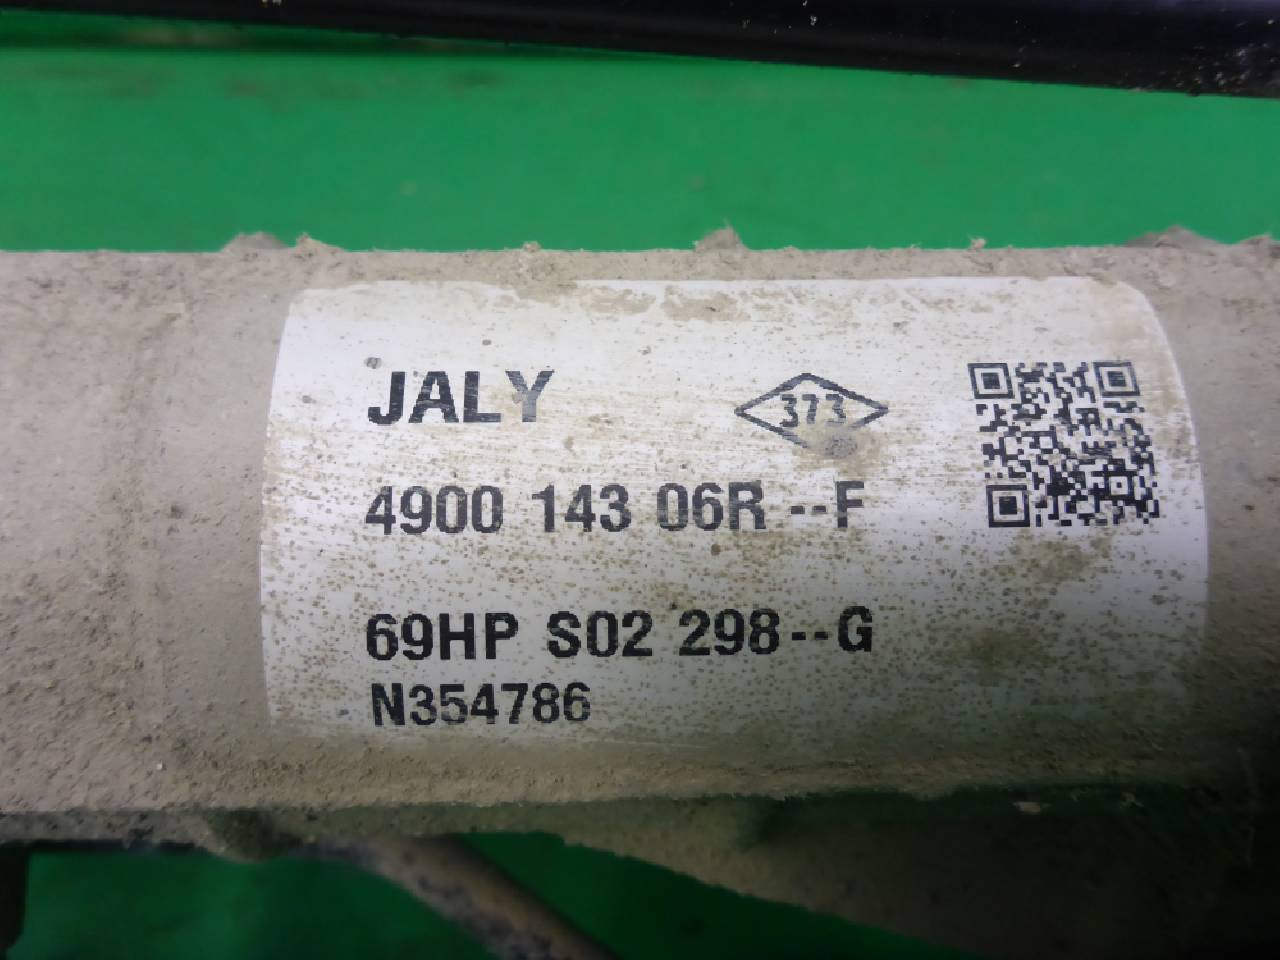 JALY
373
4900 143 06R --F
69HP S02 298--G
N354786